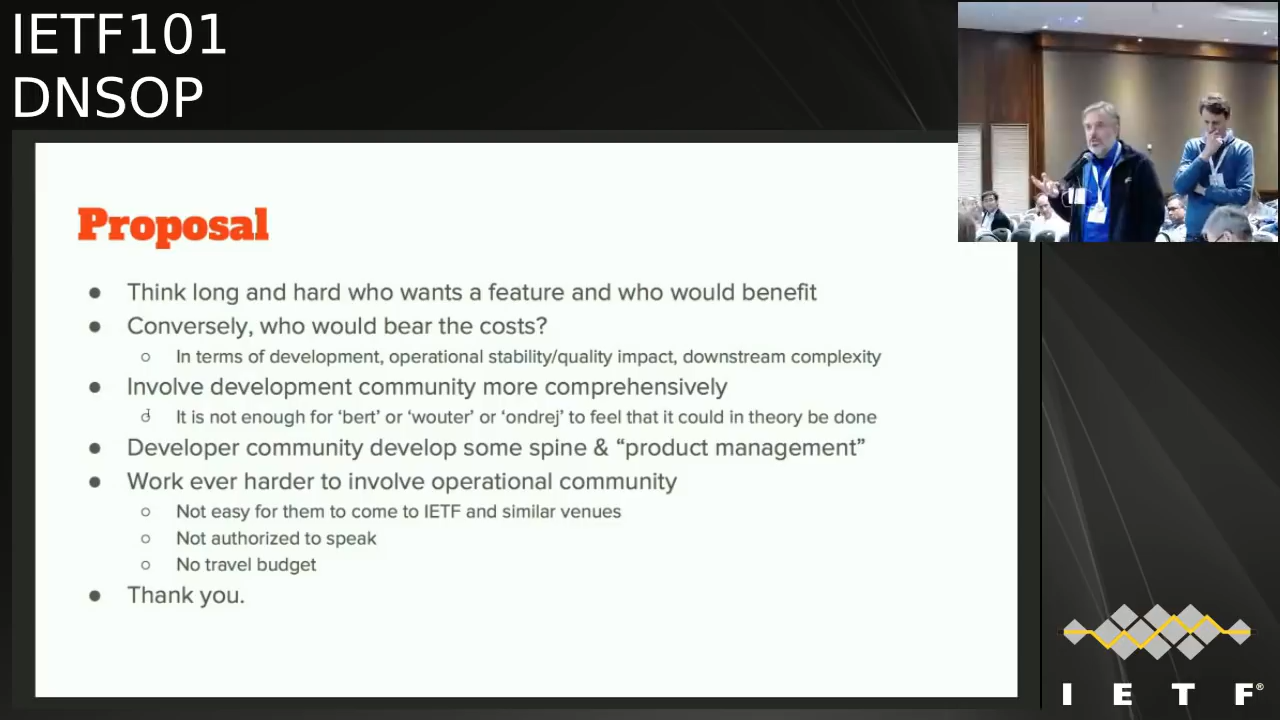 IETF101
DNSOP
Proposal
● Think long and hard who wants a feature and who would benefit
● Conversely, who would bear the costs?
○ In terms of development, operational stability/quality impact, downstream complexity
● Involve development community more comprehensively
○ It is not enough for ‘bert’ or ‘wouter’ or ‘ondrej’ to feel that it could in theory be done
● Developer community develop some spine & “product management”
● Work ever harder to involve operational community
○ Not easy for them to come to IETF and similar venues
○ Not authorized to speak
○ No travel budget
● Thank you.
I E T F®